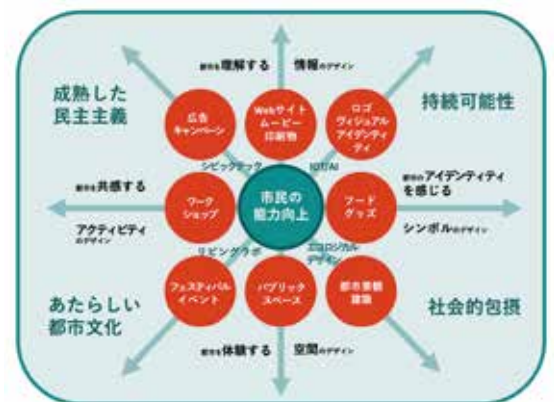 都市を理解する
情報のデザイン
成熟した
民主主義
持続可能性
広告
キャンペーン
Webサイト
ムービー
印刷物
ロゴ
ヴィジュアル
アイデンティ
ティ
シビックテック
IOT/AI
都市を共感する
都市のアイデンティティ
を感じる
ワーク
ショップ
市民の
能力向上
フード
グッズ
アクティビティ
のデザイン
シンボルのデザイン
リビングラボ
エコロジカル
デザイン
フェスティバル
イベント
パブリック
スペース
都市景観
建築
あたらしい
都市文化
社会的包摂
都市を体験する
空間のデザイン